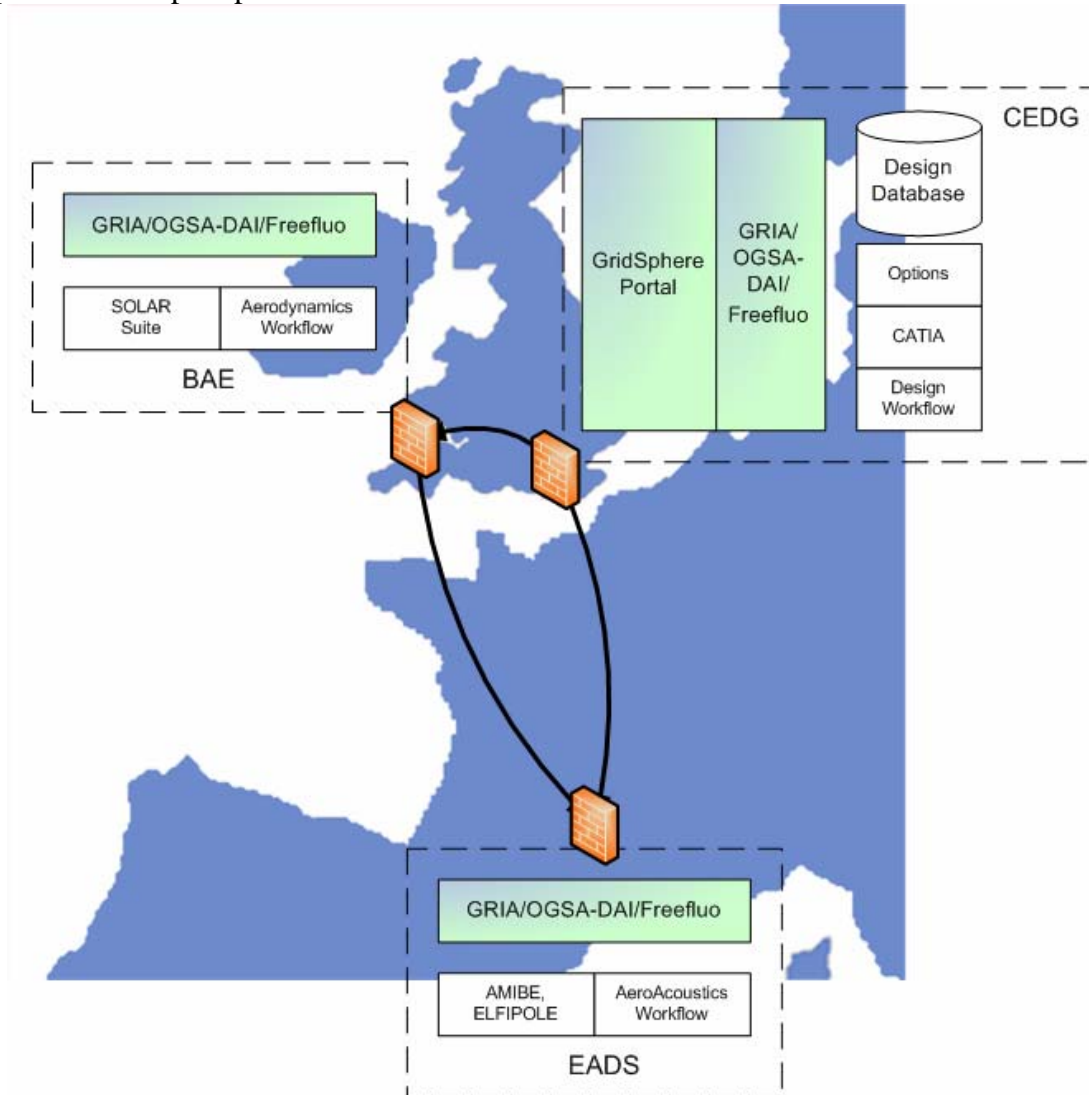 CEDG
Design
Database
GridSphere
Portal
GRIA/
OGSA-
DAI/
Freefluo
Options
CATIA
Design
Workflow
GRIA/OGSA-DAI/Freefluo
SOLAR
Suite
Aerodynamics
Workflow
BAE
GRIA/OGSA-DAI/Freefluo
AMIBE,
ELFIPOLE
AeroAcoustics
Workflow
EADS